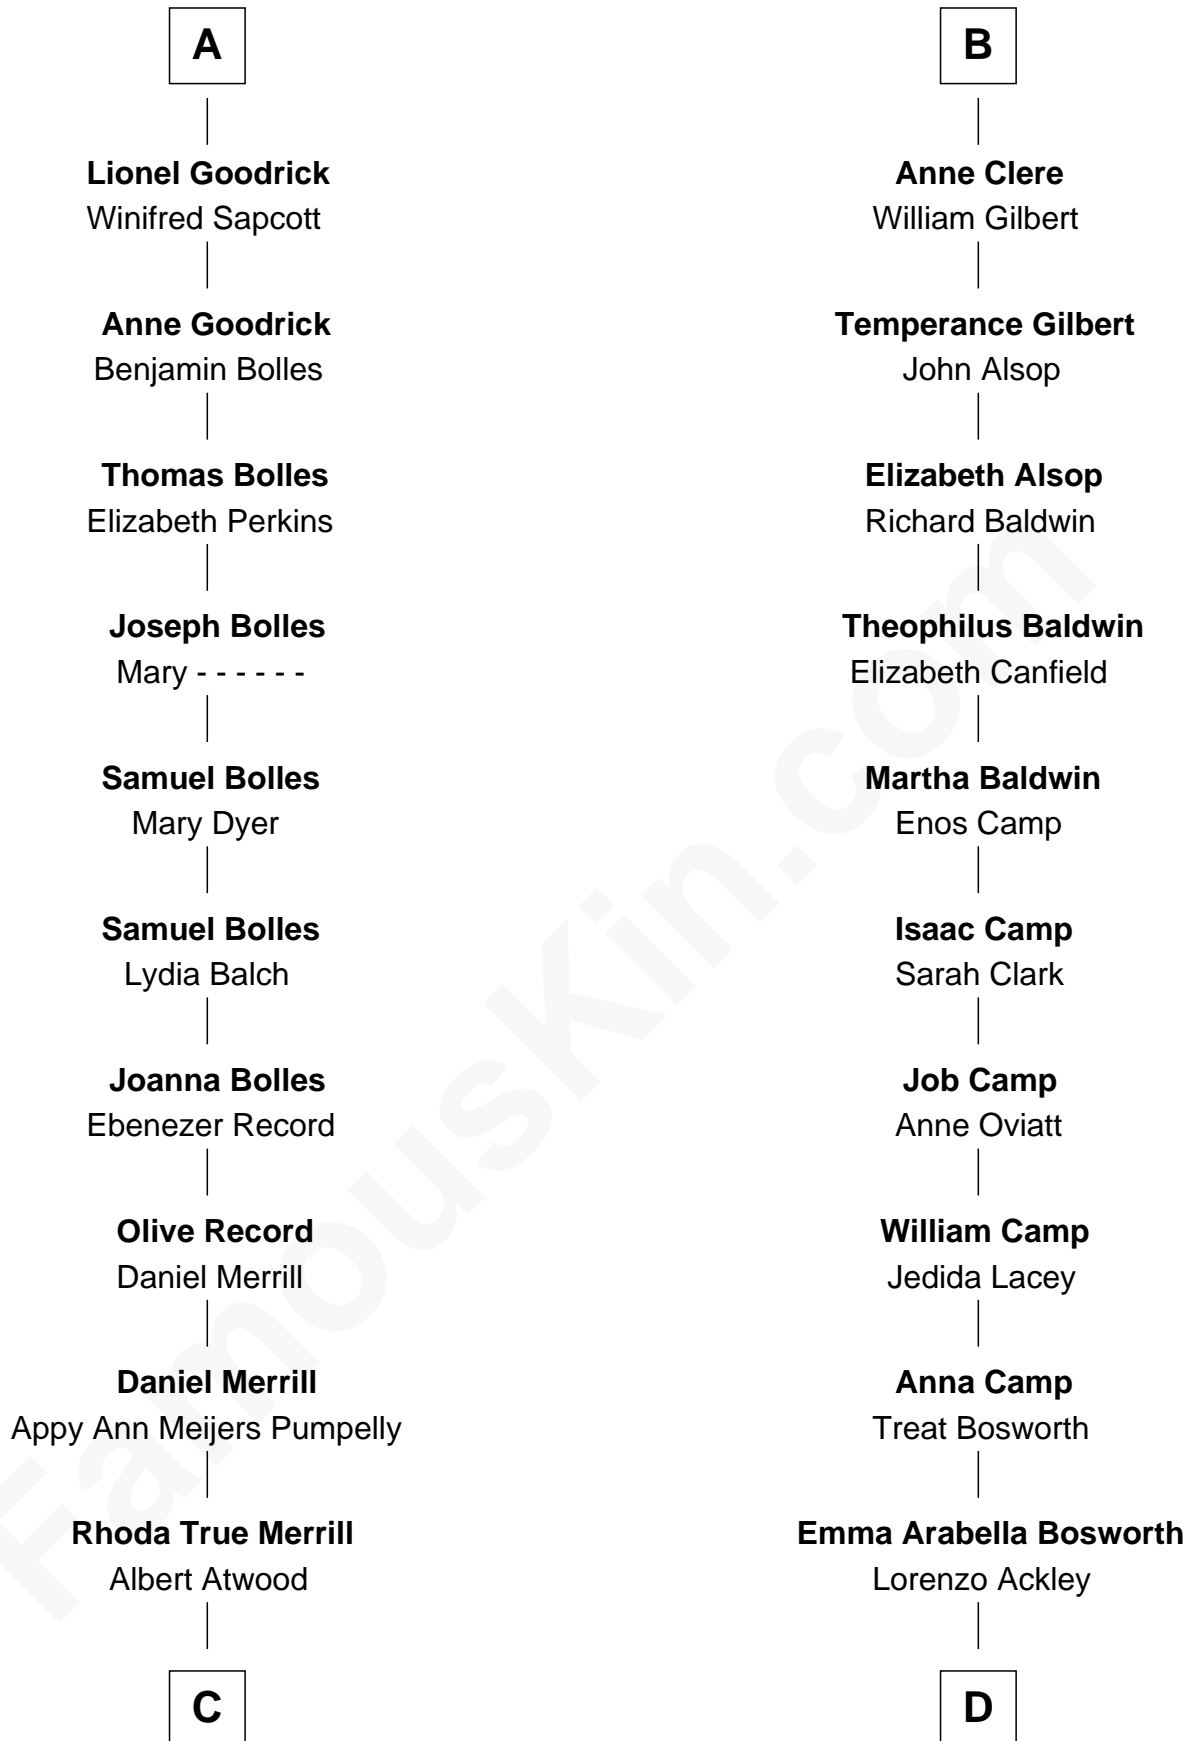 A
Lionel Goodrick
Winifred Sapcott
Anne Goodrick
Benjamin Bolles
Thomas Bolles
Elizabeth Perkins
Joseph Bolles
Mary - - - - - -
Samuel Bolles
Mary Dyer
Samuel Bolles
Lydia Balch
Joanna Bolles
Ebenezer Record
Olive Record
Daniel Merrill
Daniel Merrill
Appy Ann Meijers Pumpelly
Rhoda True Merrill
Albert Atwood
C
B
Anne Clere
William Gilbert
Temperance Gilbert
John Alsop
Elizabeth Alsop
Richard Baldwin
Theophilus Baldwin
Elizabeth Canfield
Martha Baldwin
Enos Camp
Isaac Camp
Sarah Clark
Job Camp
Anne Oviatt
William Camp
Jedida Lacey
Anna Camp
Treat Bosworth
Emma Arabella Bosworth
Lorenzo Ackley
D
FamousKin.com